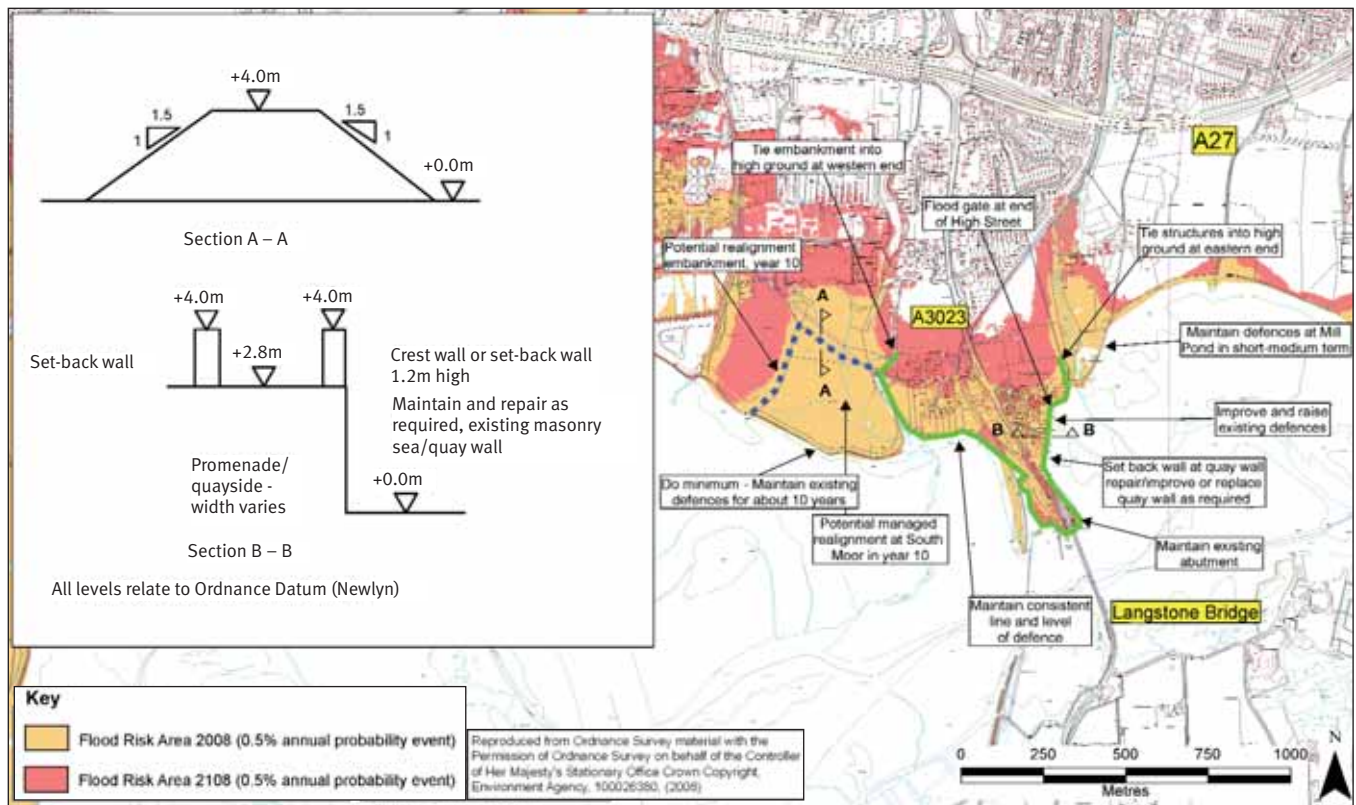 +4.0m
1.5
1
1.5
1
+0.0m
Section A – A
+4.0m
+4.0m
Set-back wall
+2.8m
Crest wall or set-back wall
1.2m high
Maintain and repair as
required, existing masonry
sea/quay wall
Promenade/
quayside -
width varies
+0.0m
Section B – B
All levels relate to Ordnance Datum (Newlyn)
A27
Tie embankment into
high ground at western end
Flood gate at end
of High Street
Tie structures into high
ground at eastern end
Potential realignment
embankment, year 10
A
A3023
Maintain defences at Mill
Pond in short-medium term
A
Improve and raise
existing defences
B
B
Do minimum - Maintain existing
defences for about 10 years
Set back wall at quay wall
repair/improve or replace
quay wall as required
Potential managed
realignment at South
Moor in year 10
Maintain existing
abutment
Maintain consistent
line and level
of defence
Langstone Bridge
Key
Flood Risk Area 2008 (0.5% annual probability event)
Flood Risk Area 2108 (0.5% annual probability event)
Reproduced from Ordnance Survey material with the
Permission of Ordnance Survey on behalf of the Controller
of Her Majesty's Stationary Office Crown Copyright,
Environment Agency, 100026380, (2006)
0 250 500 750 1000
Metres
N